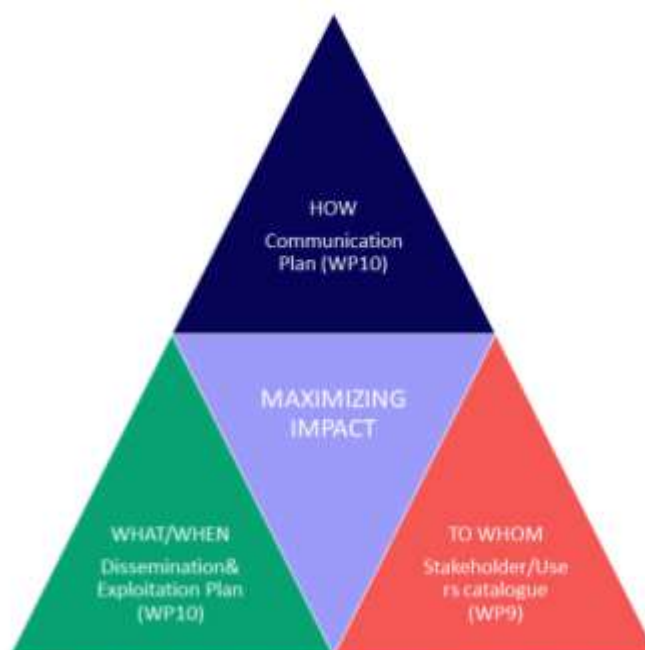 HOW
Communication
Plan (WP10)
MAXIMIZING
IMPACT
WHAT/WHEN
Dissemination&
Exploitation Plan
(WP10)
TO WHOM
Stakeholder/Use
rs catalogue
(WP9)